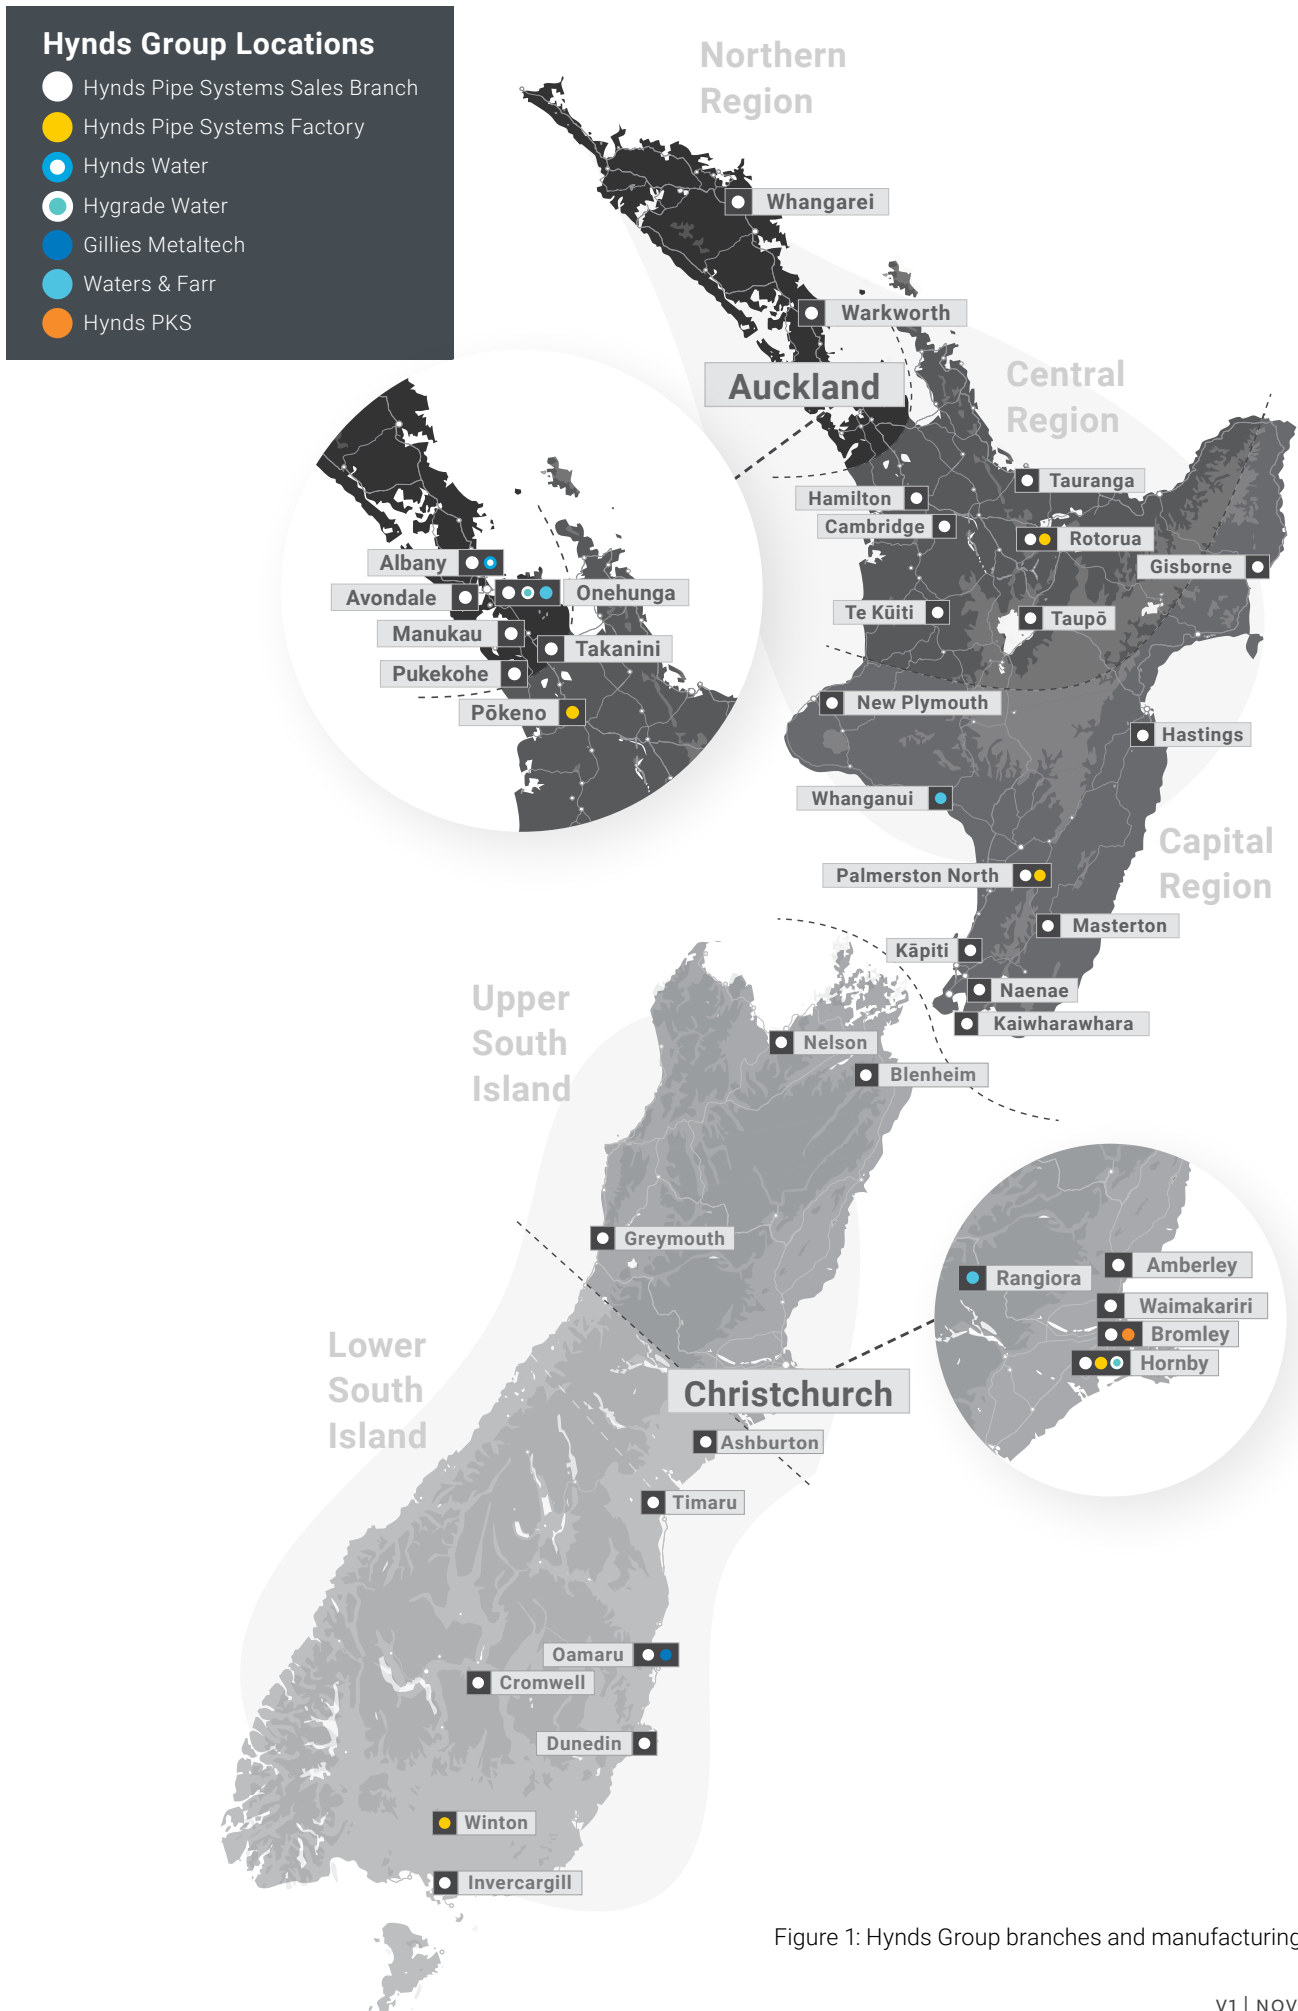 Hynds Group Locations
Hynds Pipe Systems Sales Branch
Hynds Pipe Systems Factory
Hynds Water
Hygrade Water
Gillies Metaltech
Waters & Farr
Hynds PKS
Northern
Region
Whangarei
Warkworth
Auckland
Central
Region
Tauranga
Hamilton
Cambridge
Rotorua
Gisborne
Te Kūiti
Taupō
Albany
Avondale
Onehunga
Manukau
Takanini
Pukekohe
Pōkeno
New Plymouth
Hastings
Whanganui
Capital
Region
Palmerston North
Masterton
Kāpiti
Naenae
Kaiwharawhara
Upper
South
Island
Nelson
Blenheim
Greymouth
Amberley
Rangiora
Waimakariri
Bromley
Hornby
Lower
South
Island
Christchurch
Ashburton
Timaru
Oamaru
Cromwell
Dunedin
Winton
Invercargill
Figure 1: Hynds Group branches and manufacturing
V1 | NOV